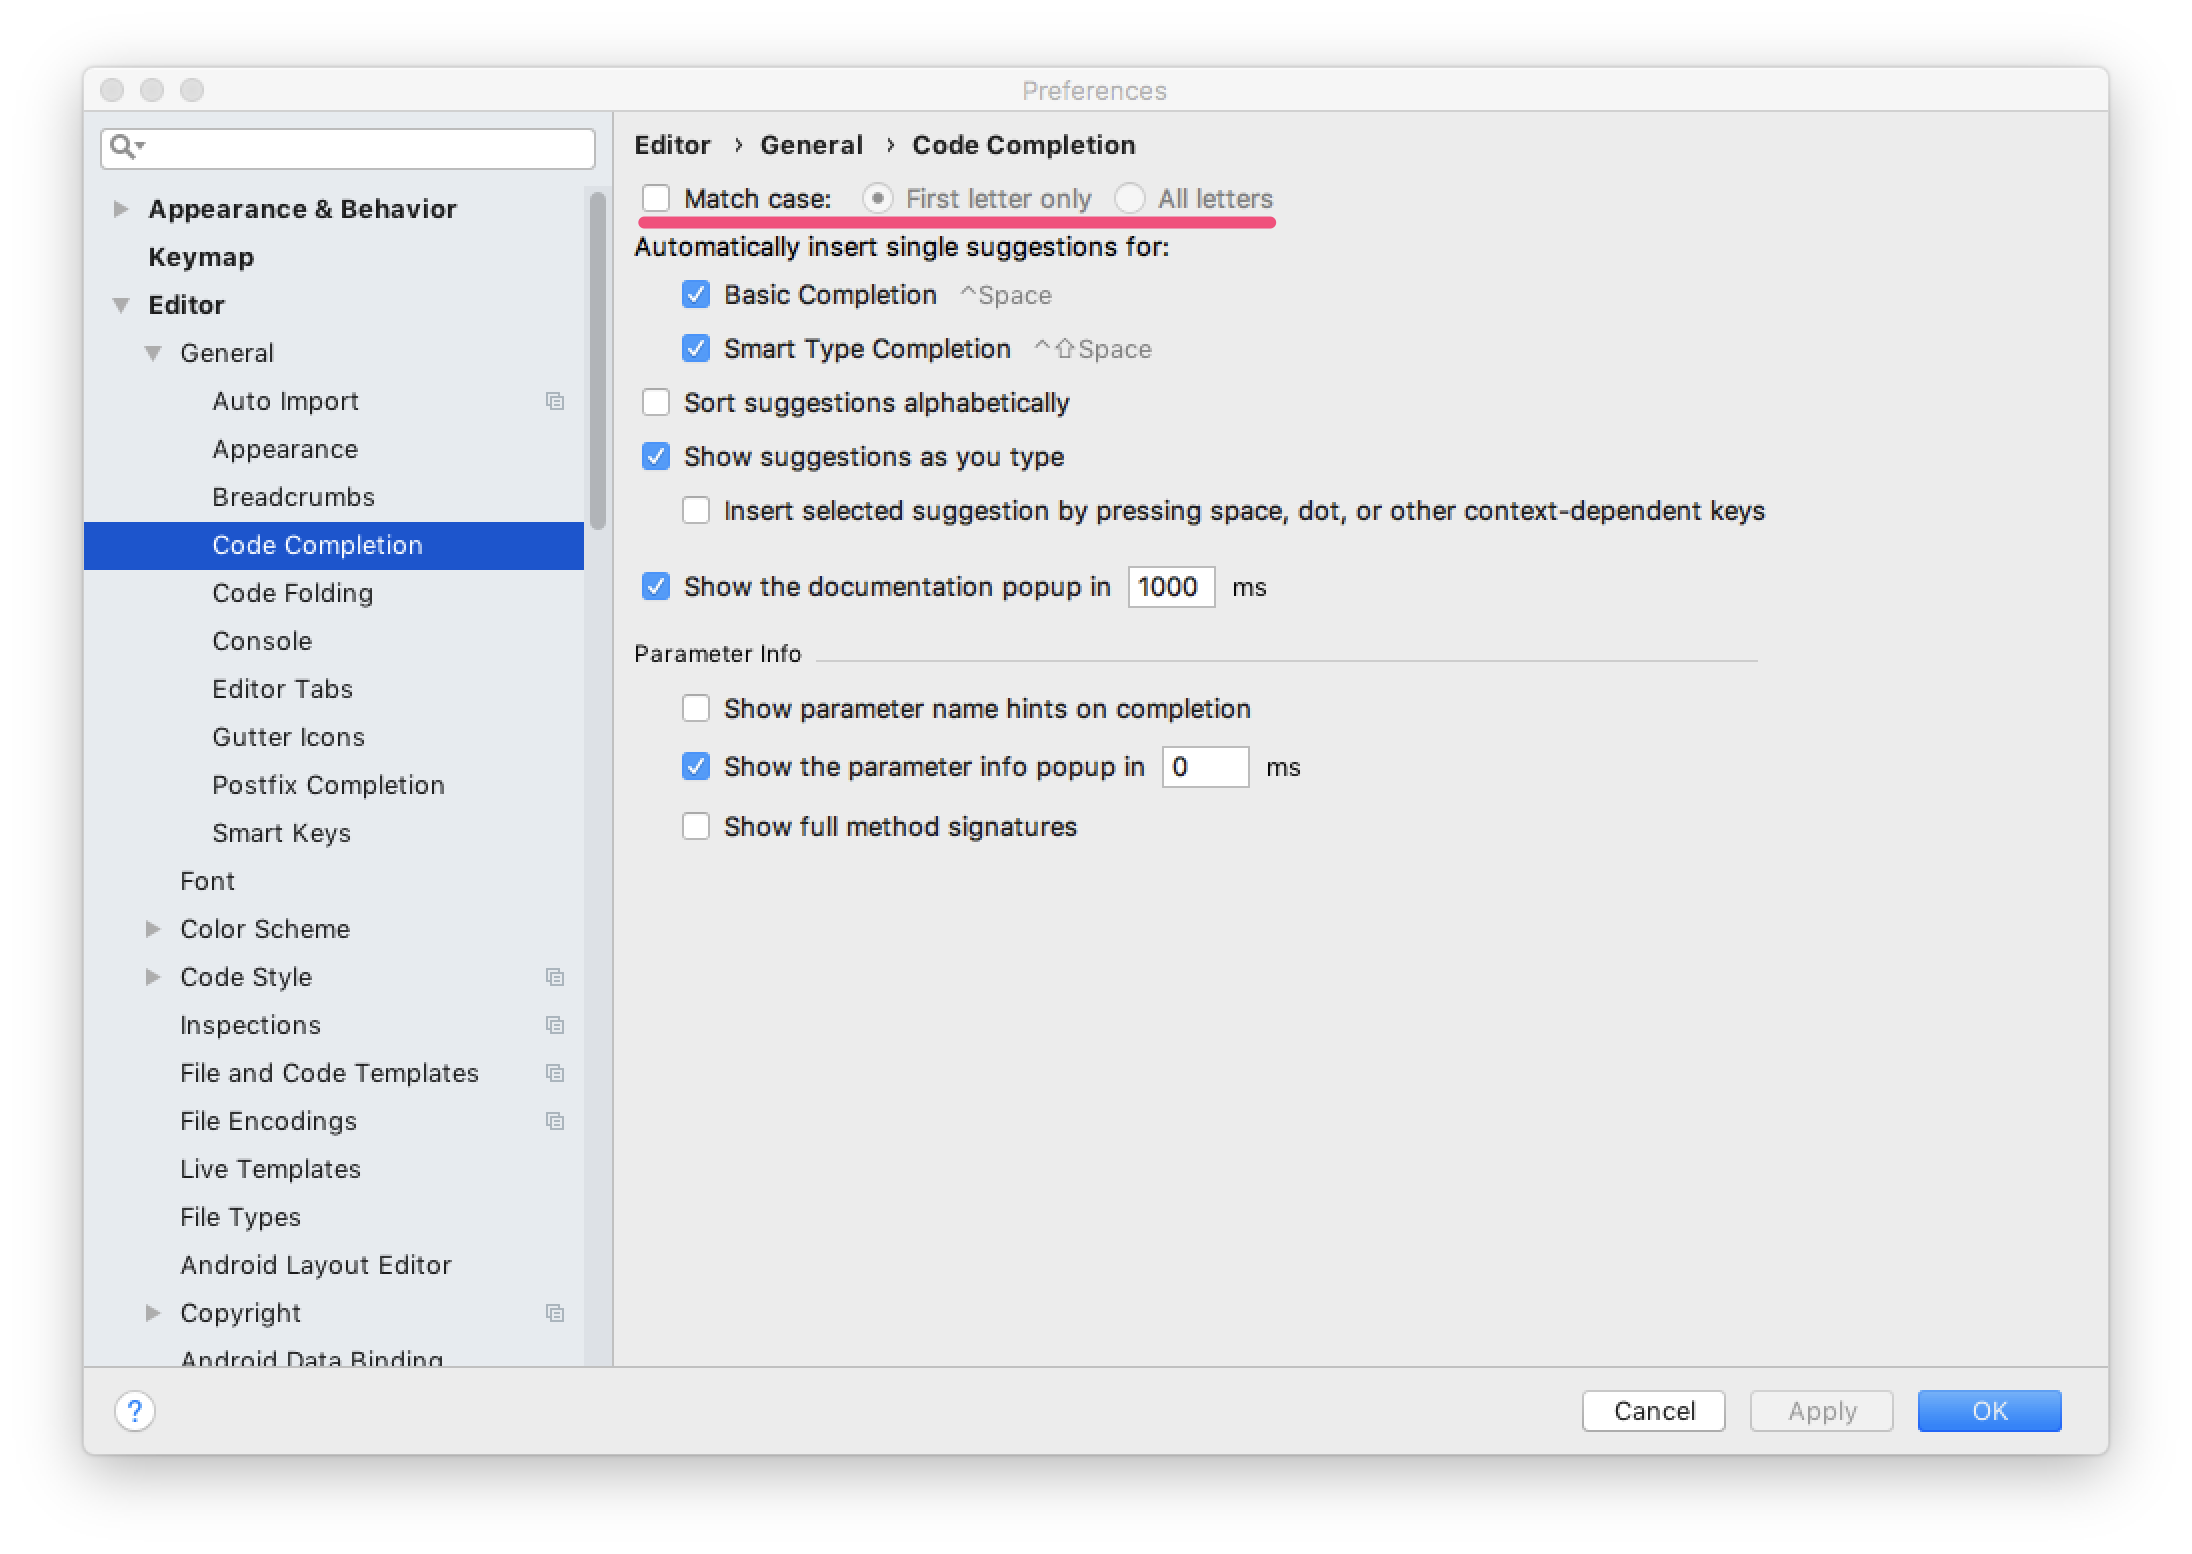 Preferences
Appearance & Behavior
Keymap
Editor
General
Auto Import
Appearance
Breadcrumbs
Code Completion
Code Folding
Console
Editor Tabs
Gutter Icons
Postfix Completion
Smart Keys
Font
Color Scheme
Code Style
Inspections
File and Code Templates
File Encodings
Live Templates
File Types
Android Layout Editor
Copyright
Android Data Binding
Editor › General › Code Completion
Match case: First letter only All letters
Automatically insert single suggestions for:
Basic Completion ^Space
Smart Type Completion ^⇧Space
Sort suggestions alphabetically
Show suggestions as you type
Insert selected suggestion by pressing space, dot, or other context-dependent keys
Show the documentation popup in 1000 ms
Parameter Info
Show parameter name hints on completion
Show the parameter info popup in 0 ms
Show full method signatures
? Cancel Apply OK